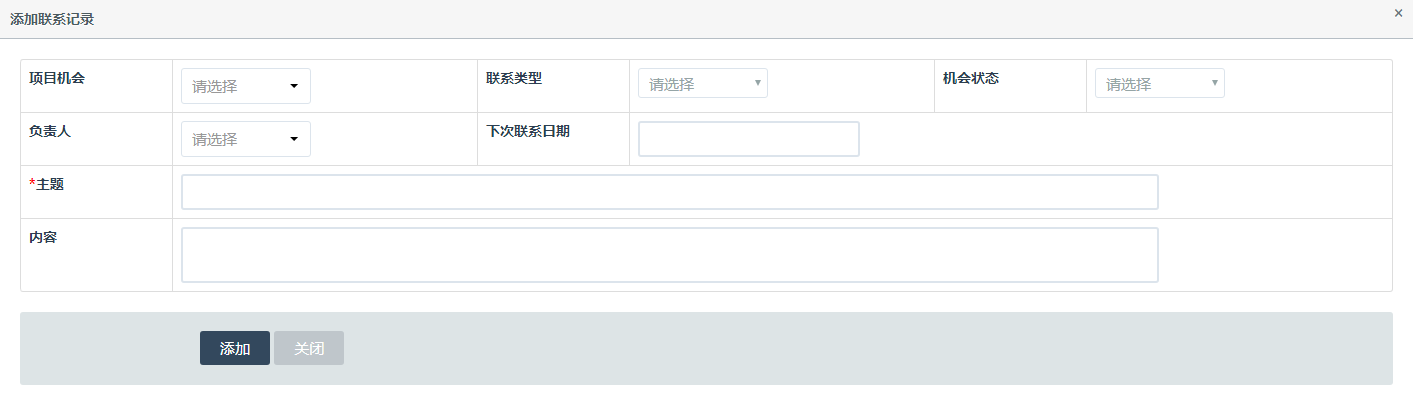 添加联系记录 ×
项目机会 请选择 联系类型 请选择 机会状态 请选择
负责人 请选择 下次联系日期
*主题
内容
添加 关闭